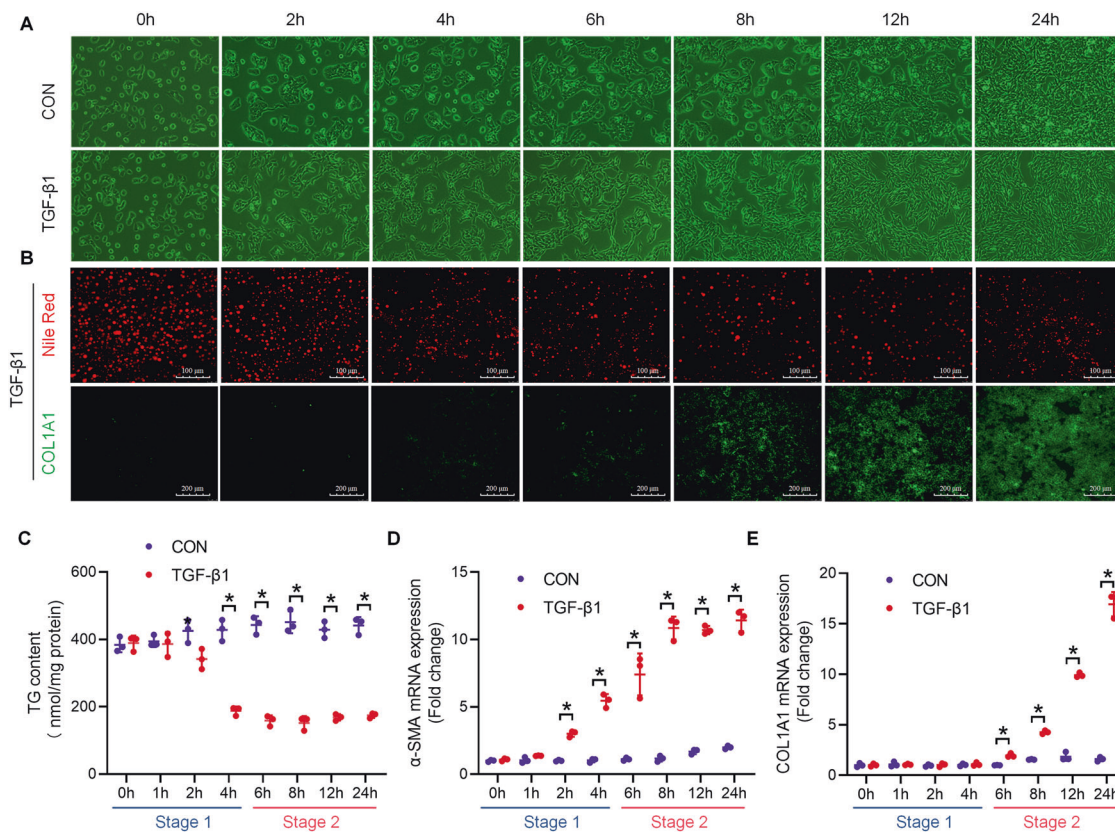 A
0h 2h 4h 6h 8h 12h 24h
CON
TGF-β1
B
TGF-β1
Nile Red
100 μm 100 μm 100 μm 100 μm 100 μm 100 μm 100 μm
COL1A1
200 μm 200 μm 200 μm 200 μm 200 μm 200 μm 200 μm
C
CON
TGF-β1
TG content
( nmol/mg protein)
600
400
200
0
* * * * * *
0h 1h 2h 4h 6h 8h 12h 24h
Stage 1 Stage 2
D
CON
TGF-β1
α-SMA mRNA expression
(Fold change)
15
10
5
0
* * * * * *
0h 1h 2h 4h 6h 8h 12h 24h
Stage 1 Stage 2
E
CON
TGF-β1
COL1A1 mRNA expression
(Fold change)
20
15
10
5
0
* * * *
0h 1h 2h 4h 6h 8h 12h 24h
Stage 1 Stage 2